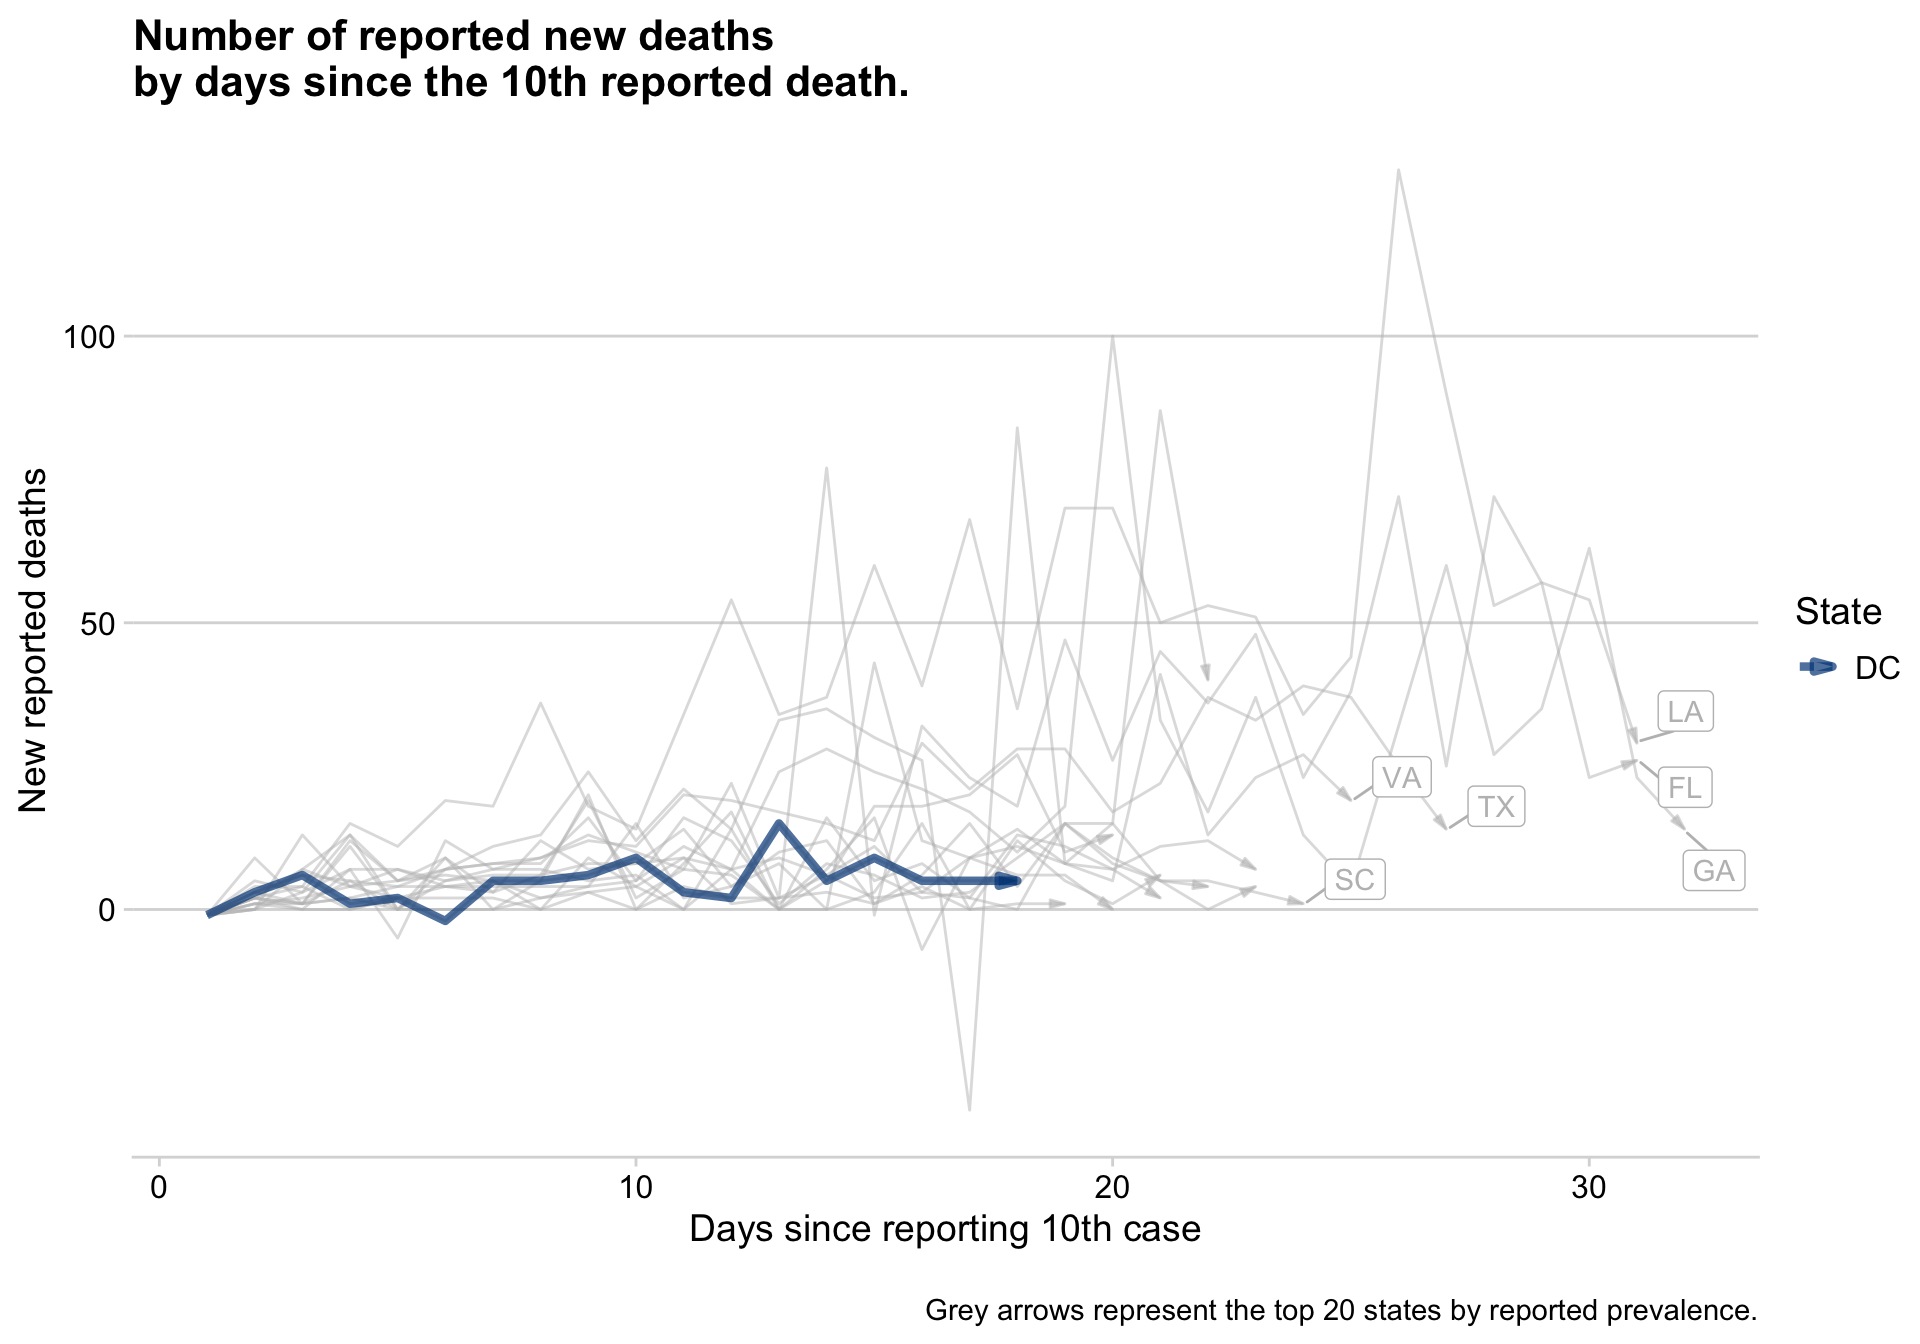 Number of reported new deaths
by days since the 10th reported death.
New reported deaths
100
50
0
LA
VA
FL
TX
GA
SC
State
DC
0
10
20
30
Days since reporting 10th case
Grey arrows represent the top 20 states by reported prevalence.